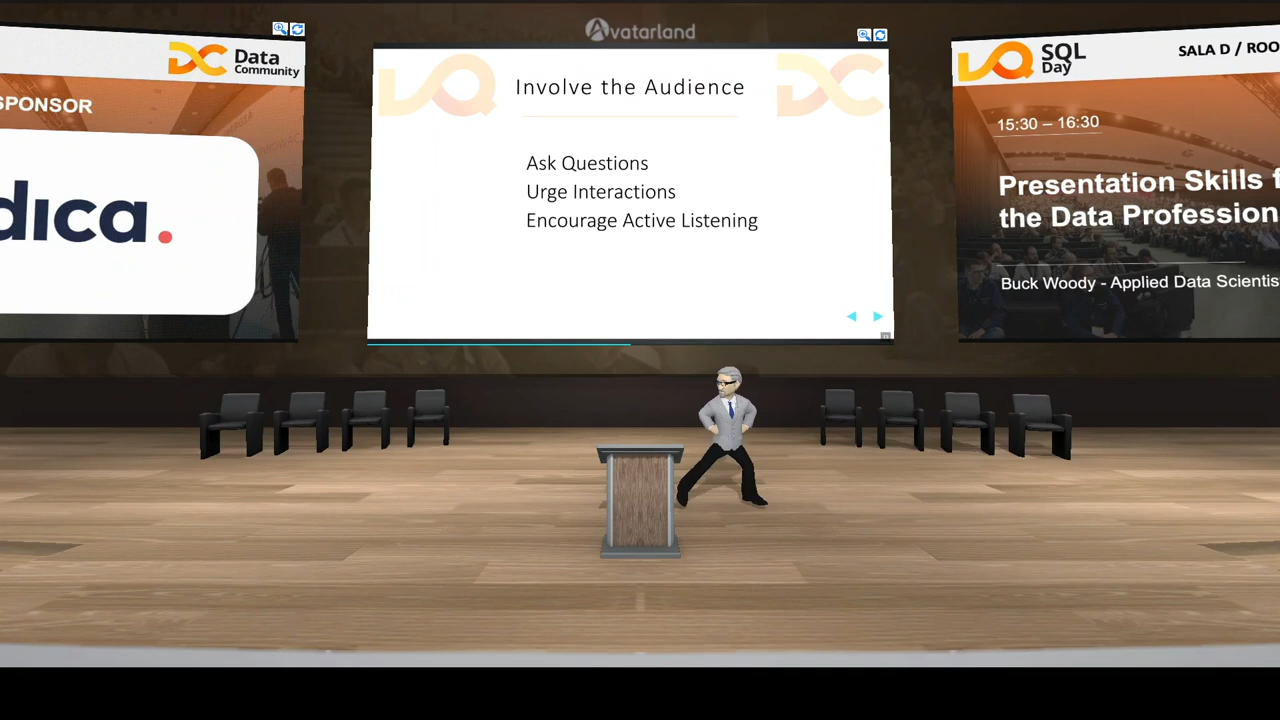 Avatarland
Data
Community
SPONSOR
dica.
Involve the Audience
Ask Questions
Urge Interactions
Encourage Active Listening
SQL
Day
SALA D / ROO
15:30 – 16:30
Presentation Skills f
the Data Profession
Buck Woody - Applied Data Scientis